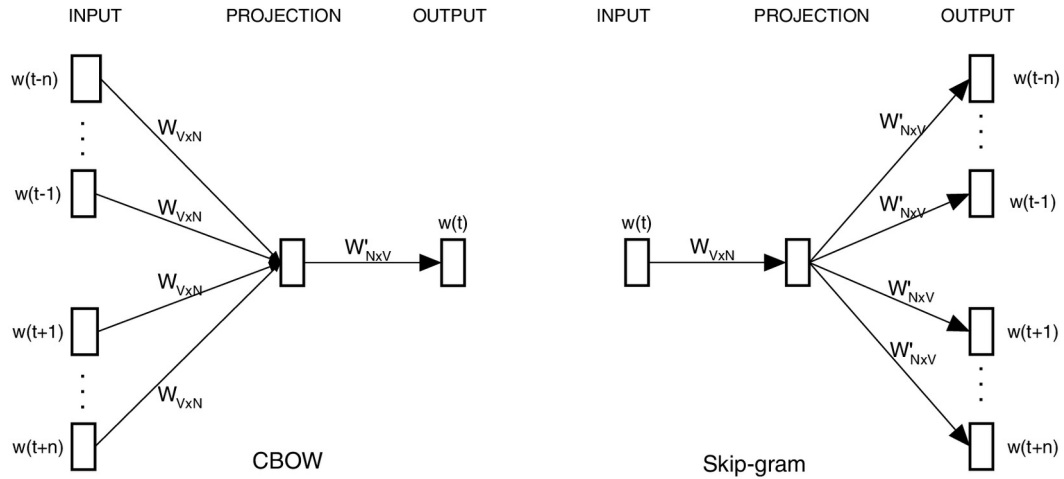 INPUT PROJECTION OUTPUT
w(t-n)
W_VxN
w(t-1)
W_VxN
w(t)
W'_NxV
W_VxN
w(t+1)
W_VxN
w(t+n)
CBOW
INPUT PROJECTION OUTPUT
w(t-n)
W'_NxV
w(t-1)
W'_NxV
w(t)
W_VxN
W'_NxV
w(t+1)
W'_NxV
w(t+n)
Skip-gram